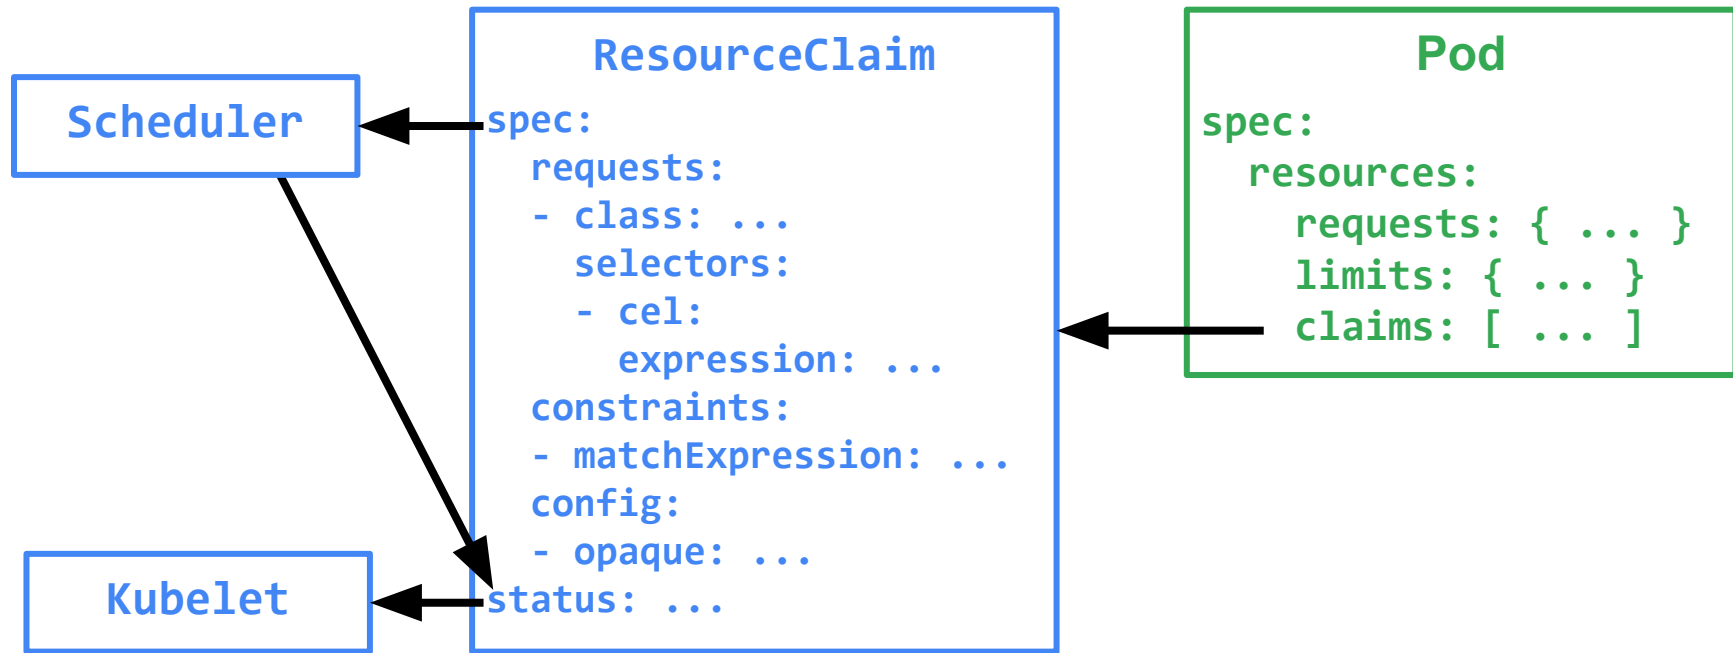 Scheduler
Kubelet
ResourceClaim
spec:
  requests:
  - class: ...
    selectors:
    - cel:
      expression: ...
  constraints:
  - matchExpression: ...
  config:
  - opaque: ...
status: ...
Pod
spec:
  resources:
    requests: { ... }
    limits: { ... }
    claims: [ ... ]